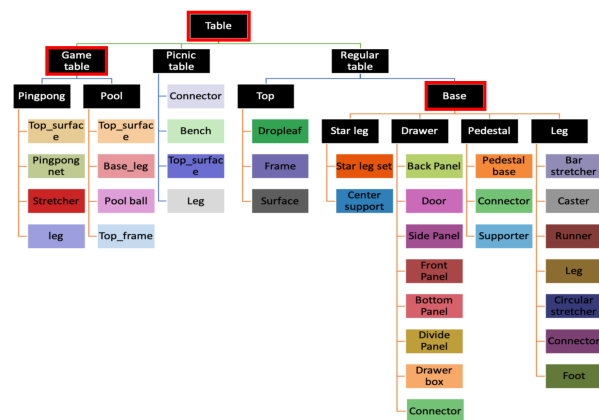 Table
Game
table
Picnic
table
Regular
table
Pingpong
Pool
Connector
Top
Base
Top_surfac
e
Top_surfac
e
Bench
Dropleaf
Star leg
Drawer
Pedestal
Leg
Pingpong
net
Base_leg
Top_surfac
e
Frame
Star leg set
Back Panel
Pedestal
base
Bar
stretcher
Stretcher
Pool ball
Leg
Surface
Center
support
Door
Connector
Caster
leg
Top_frame
Side Panel
Supporter
Runner
Front
Panel
Leg
Bottom
Panel
Circular
stretcher
Divide
Panel
Connector
Drawer
box
Foot
Connector